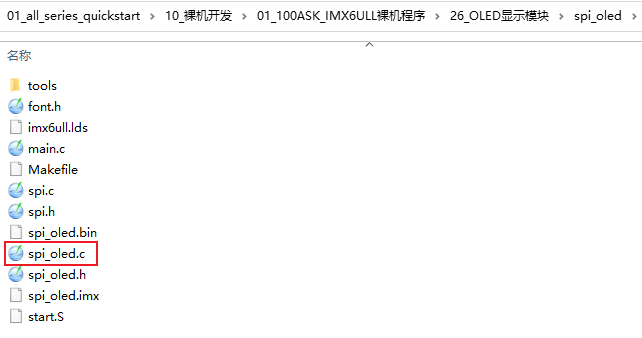 01_all_series_quickstart > 10_裸机开发 > 01_100ASK_IMX6ULL裸机程序 > 26_OLED显示模块 > spi_oled >
名称
tools
font.h
imx6ull.lds
main.c
Makefile
spi.c
spi.h
spi_oled.bin
spi_oled.c
spi_oled.h
spi_oled.imx
start.S